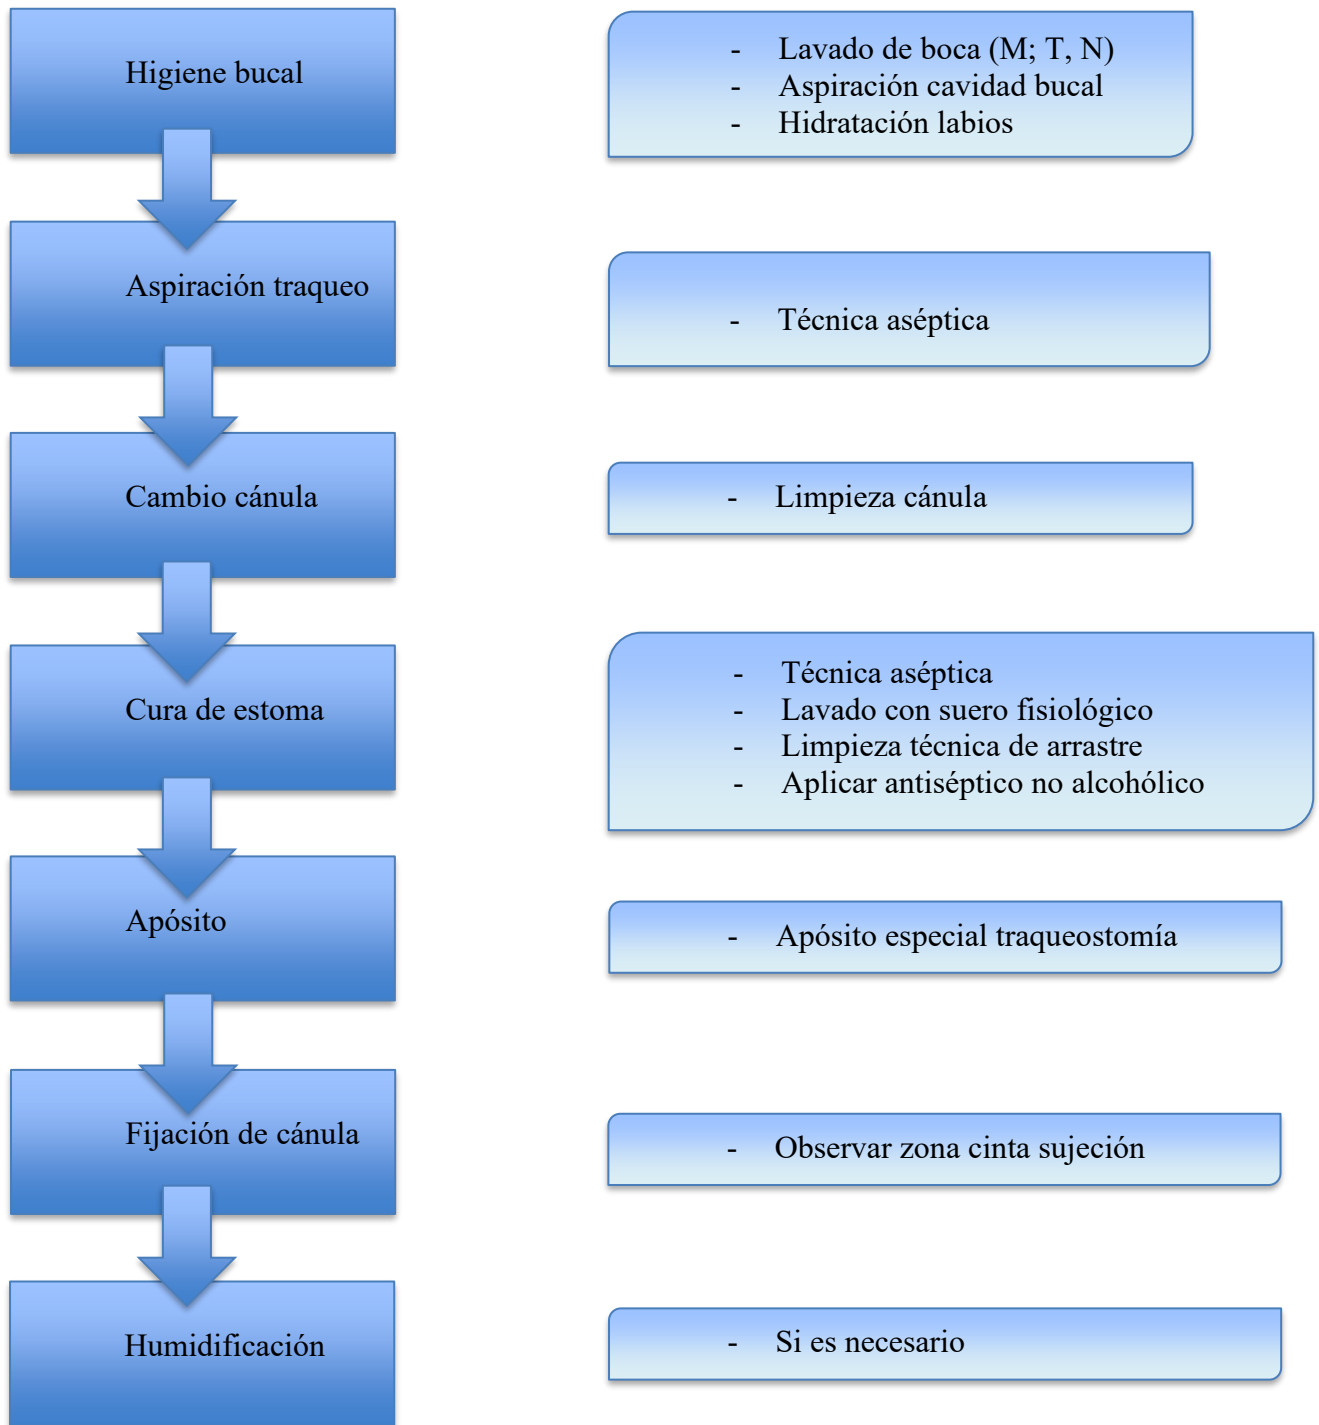 Higiene bucal
- Lavado de boca (M; T, N)
- Aspiración cavidad bucal
- Hidratación labios
Aspiración traqueo
- Técnica aséptica
Cambio cánula
- Limpieza cánula
Cura de estoma
- Técnica aséptica
- Lavado con suero fisiológico
- Limpieza técnica de arrastre
- Aplicar antiséptico no alcohólico
Apósito
- Apósito especial traqueostomía
Fijación de cánula
- Observar zona cinta sujeción
Humidificación
- Si es necesario